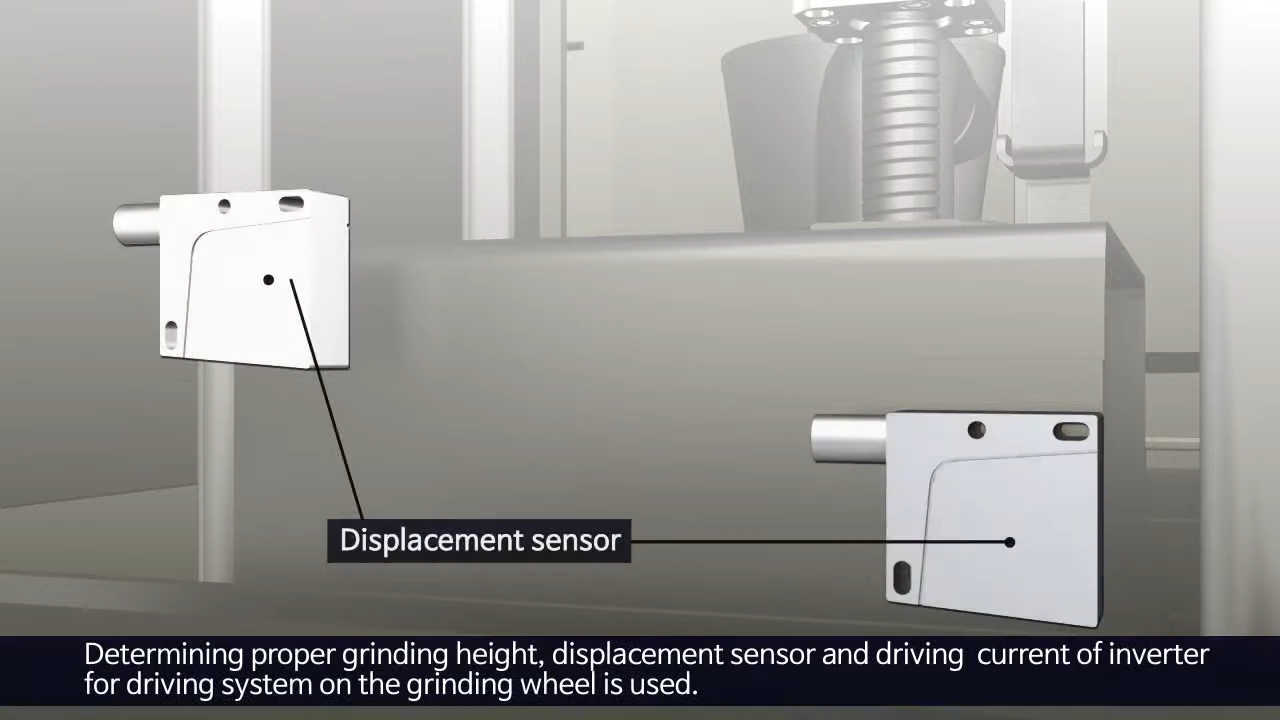 Displacement sensor
Determining proper grinding height, displacement sensor and driving current of inverter
for driving system on the grinding wheel is used.